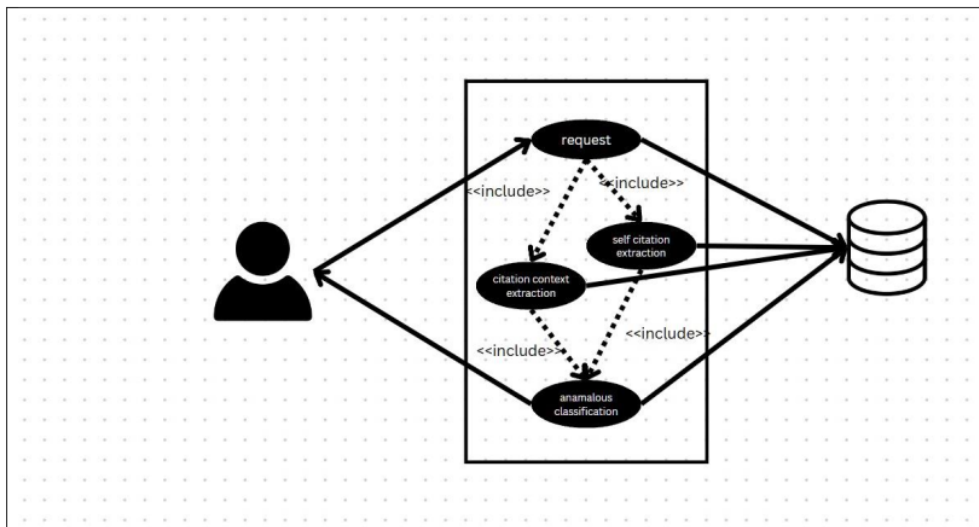 request
<<include>>
<<include>>
self citation
extraction
citation context
extraction
<<include>>
<<include>>
anamalous
classification